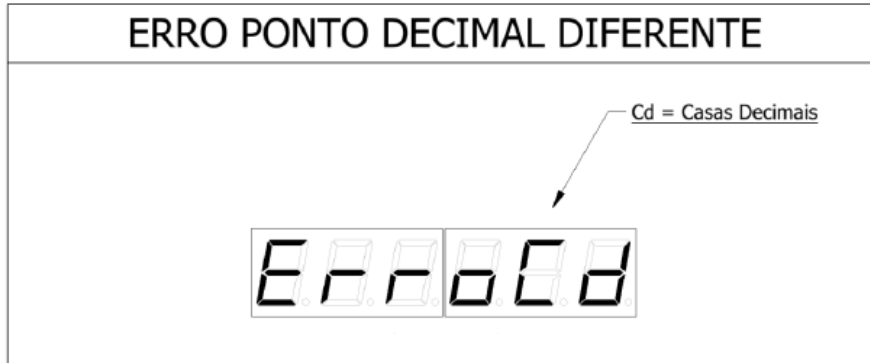 ERRO PONTO DECIMAL DIFERENTE
Cd = Casas Decimais
ErroCd